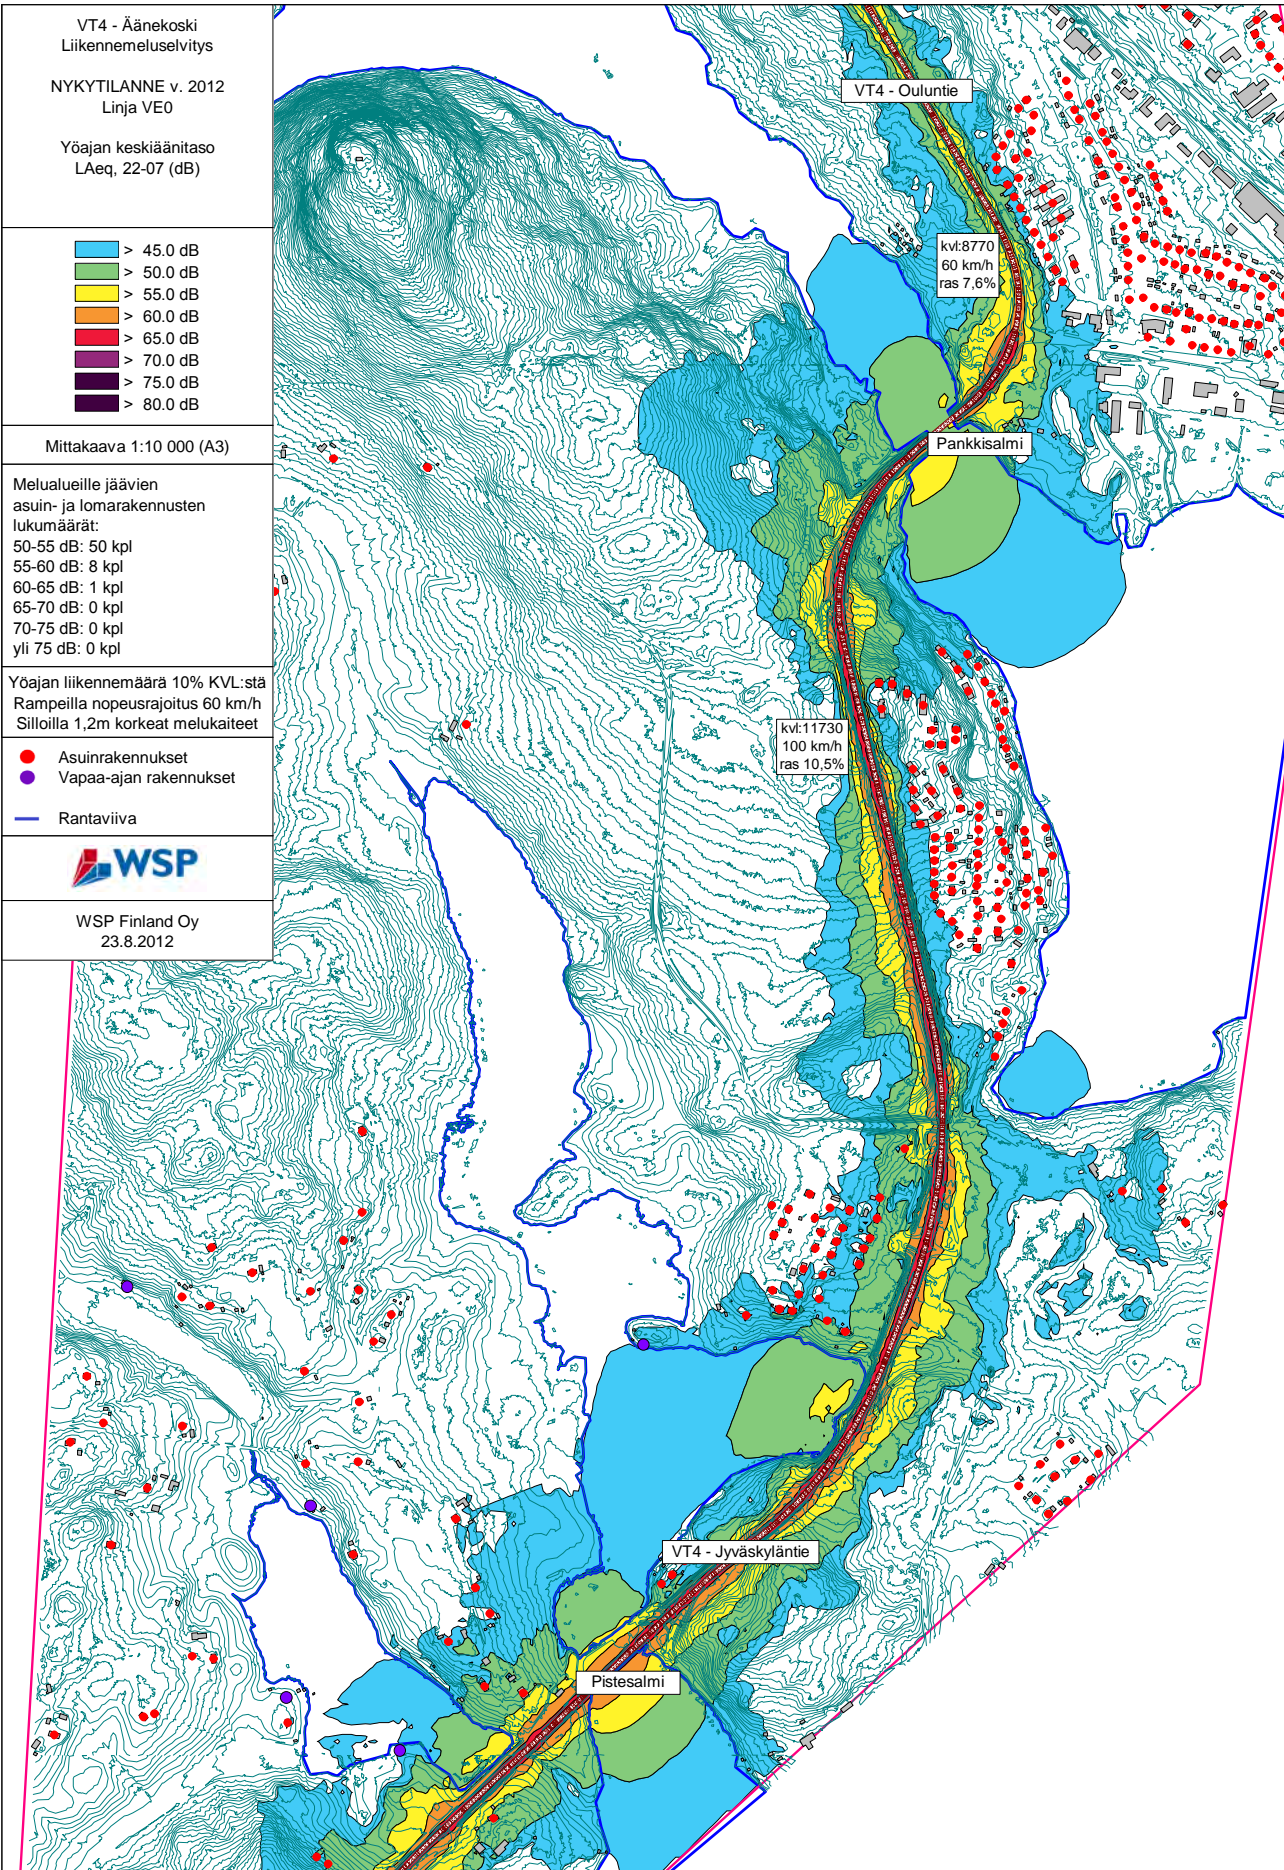 VT4 - Äänekoski
Liikennemeluselvitys
NYKYTILANNE v. 2012
Linja VE0
Yöajan keskiäänitaso
LAeq, 22-07 (dB)
> 45.0 dB
> 50.0 dB
> 55.0 dB
> 60.0 dB
> 65.0 dB
> 70.0 dB
> 75.0 dB
> 80.0 dB
Mittakaava 1:10 000 (A3)
Melualueille jäävien
asuin- ja lomarakennusten
lukumäärät:
50-55 dB: 50 kpl
55-60 dB: 8 kpl
60-65 dB: 1 kpl
65-70 dB: 0 kpl
70-75 dB: 0 kpl
yli 75 dB: 0 kpl
Yöajan liikennemäärä 10% KVL:stä
Rampeilla nopeusrajoitus 60 km/h
Silloilla 1,2m korkeat melukaiteet
Asuinrakennukset
Vapaa-ajan rakennukset
Rantaviiva
WSP
WSP Finland Oy
23.8.2012
VT4 - Ouluntie
kvl:8770
60 km/h
ras 7,6%
Pankkisalmi
kvl:11730
100 km/h
ras 10,5%
VT4 - Jyväskyläntie
Pistesalmi